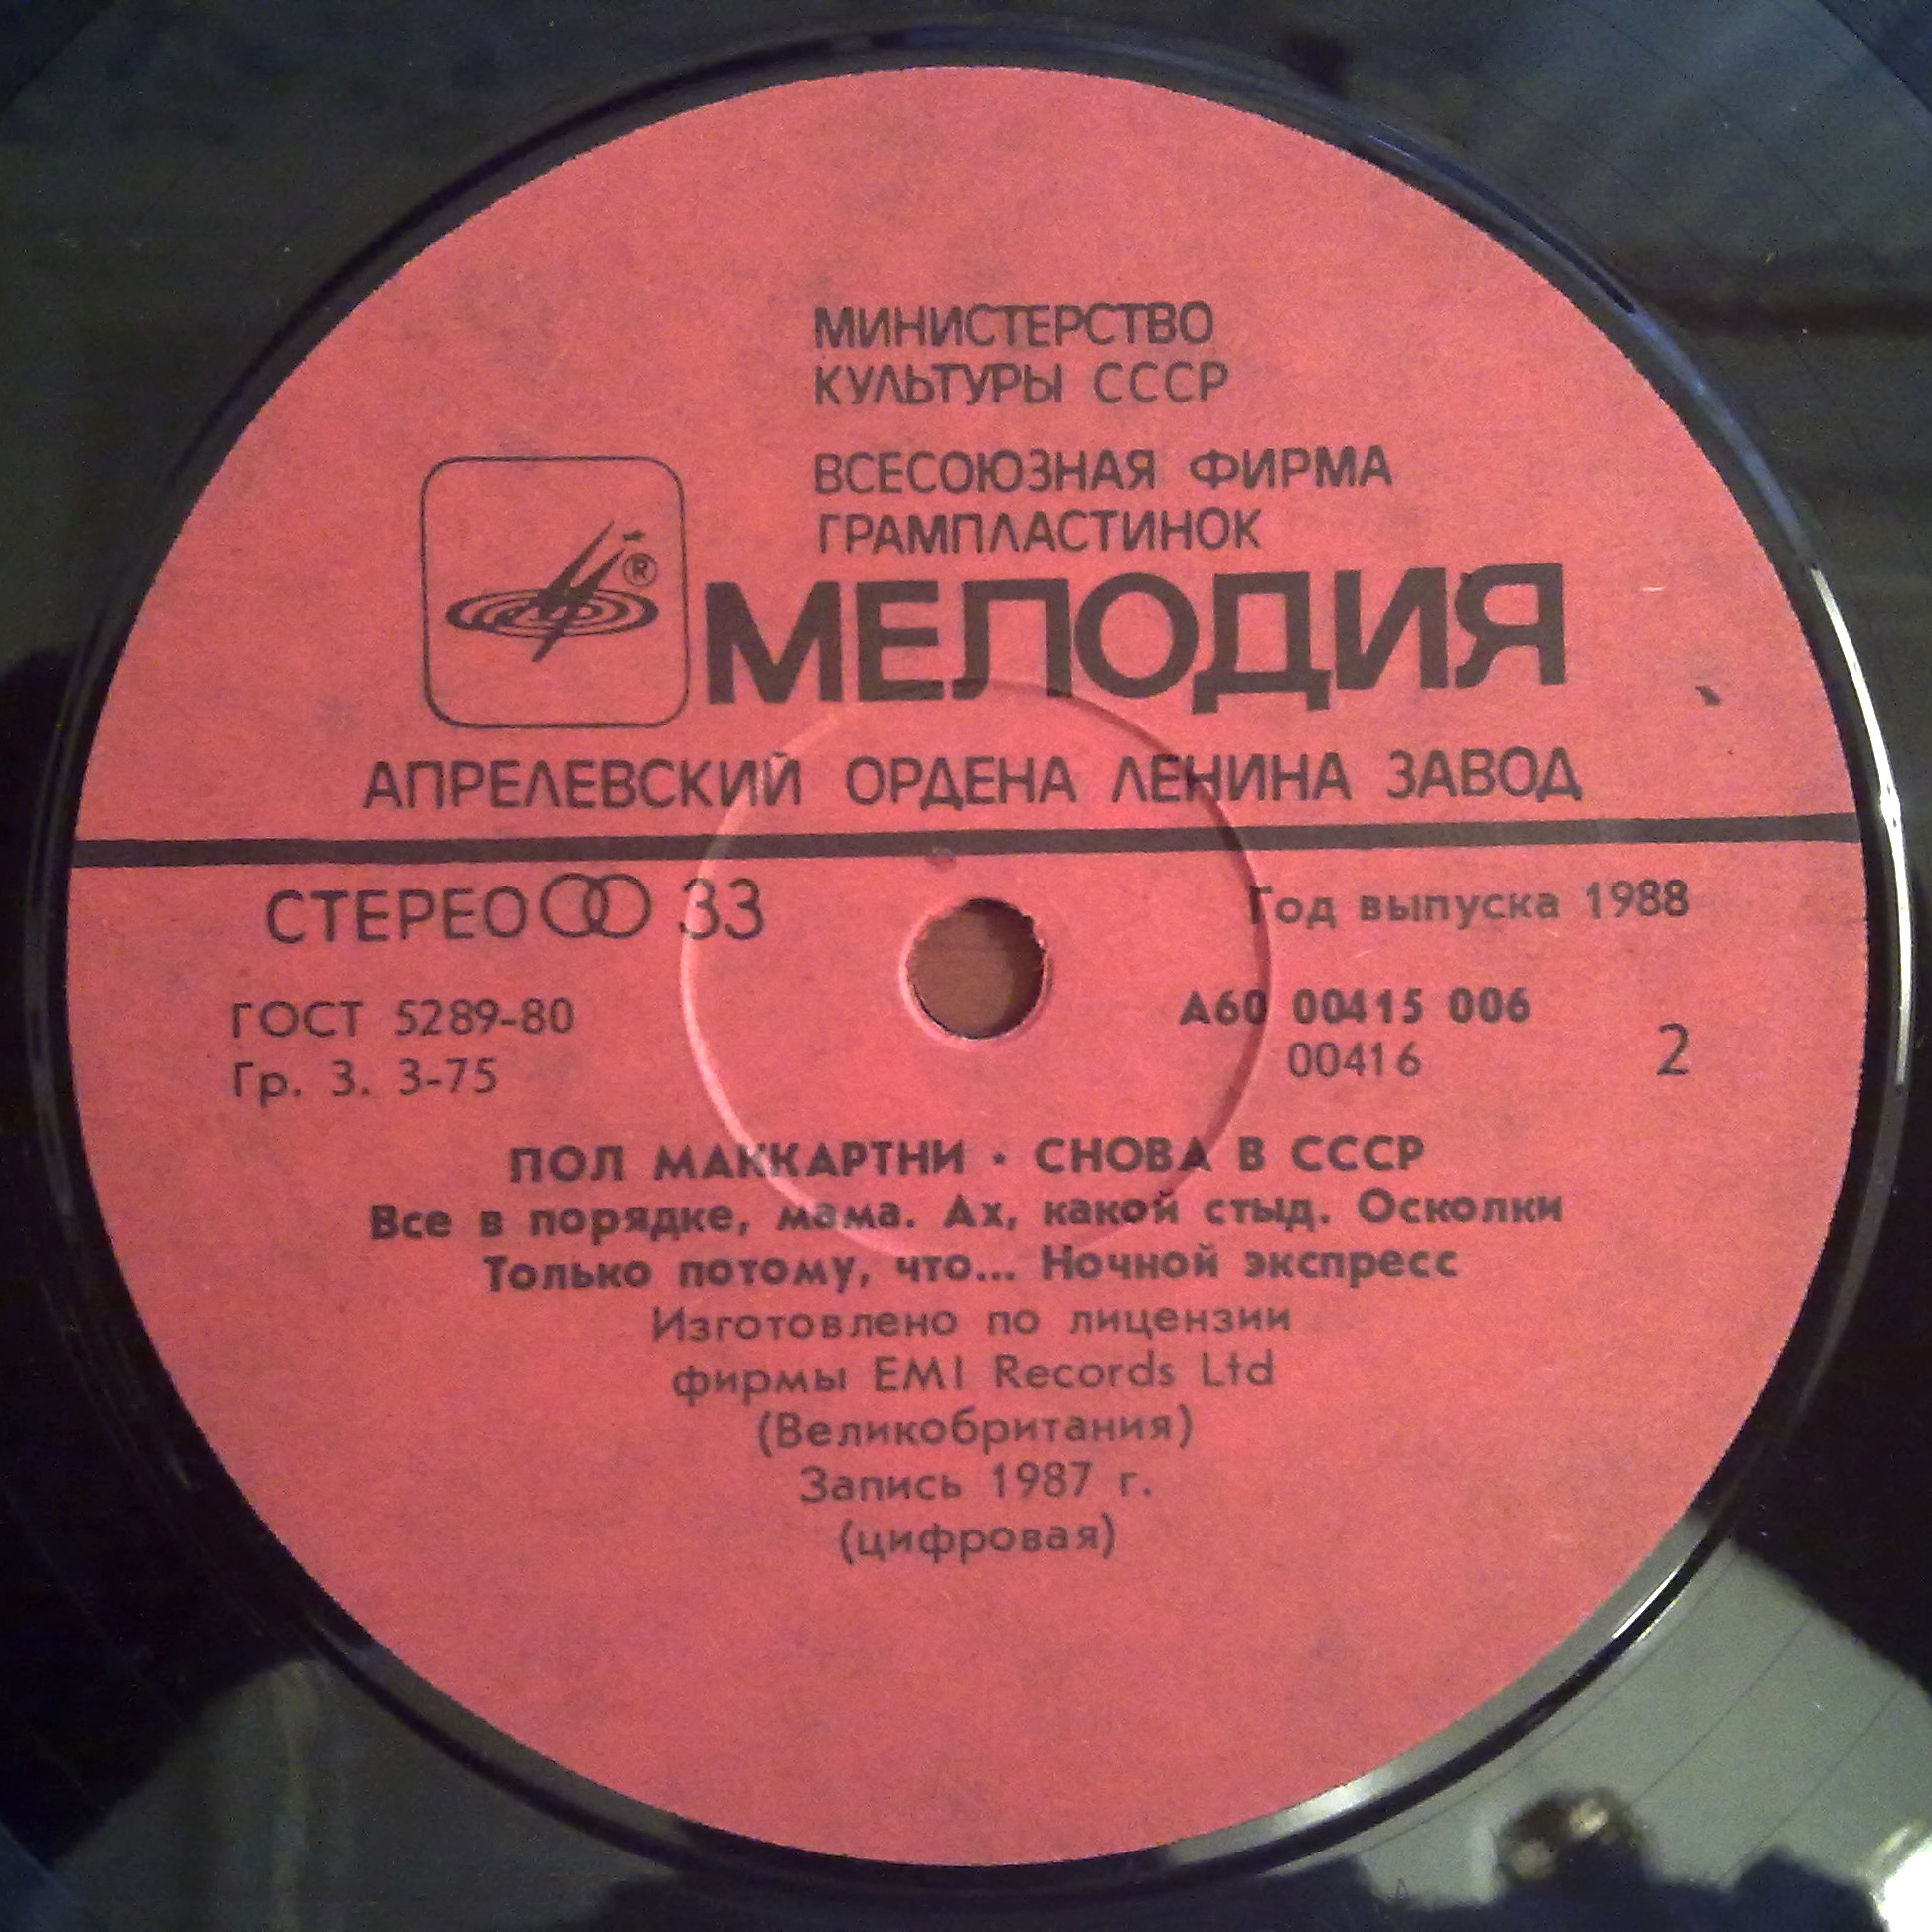 МИНИСТЕРСТВО
КУЛЬТУРЫ СССР
ВСЕСОЮЗНАЯ ФИРМА
ГРАМПЛАСТИНОК
®
МЕЛОДИЯ
АПРЕЛЕВСКИЙ ОРДЕНА ЛЕНИНА ЗАВОД
СТЕРЕО 33
Год выпуска 1988
ГОСТ 5289-80
Гр. 3. 3-75
А60 00415 006
00416
2
ПОЛ МАККАРТНИ · СНОВА В СССР
Все в порядке, мама. Ах, какой стыд. Осколки
Только потому, что... Ночной экспресс
Изготовлено по лицензии
фирмы EMI Records Ltd
(Великобритания)
Запись 1987 г.
(цифровая)